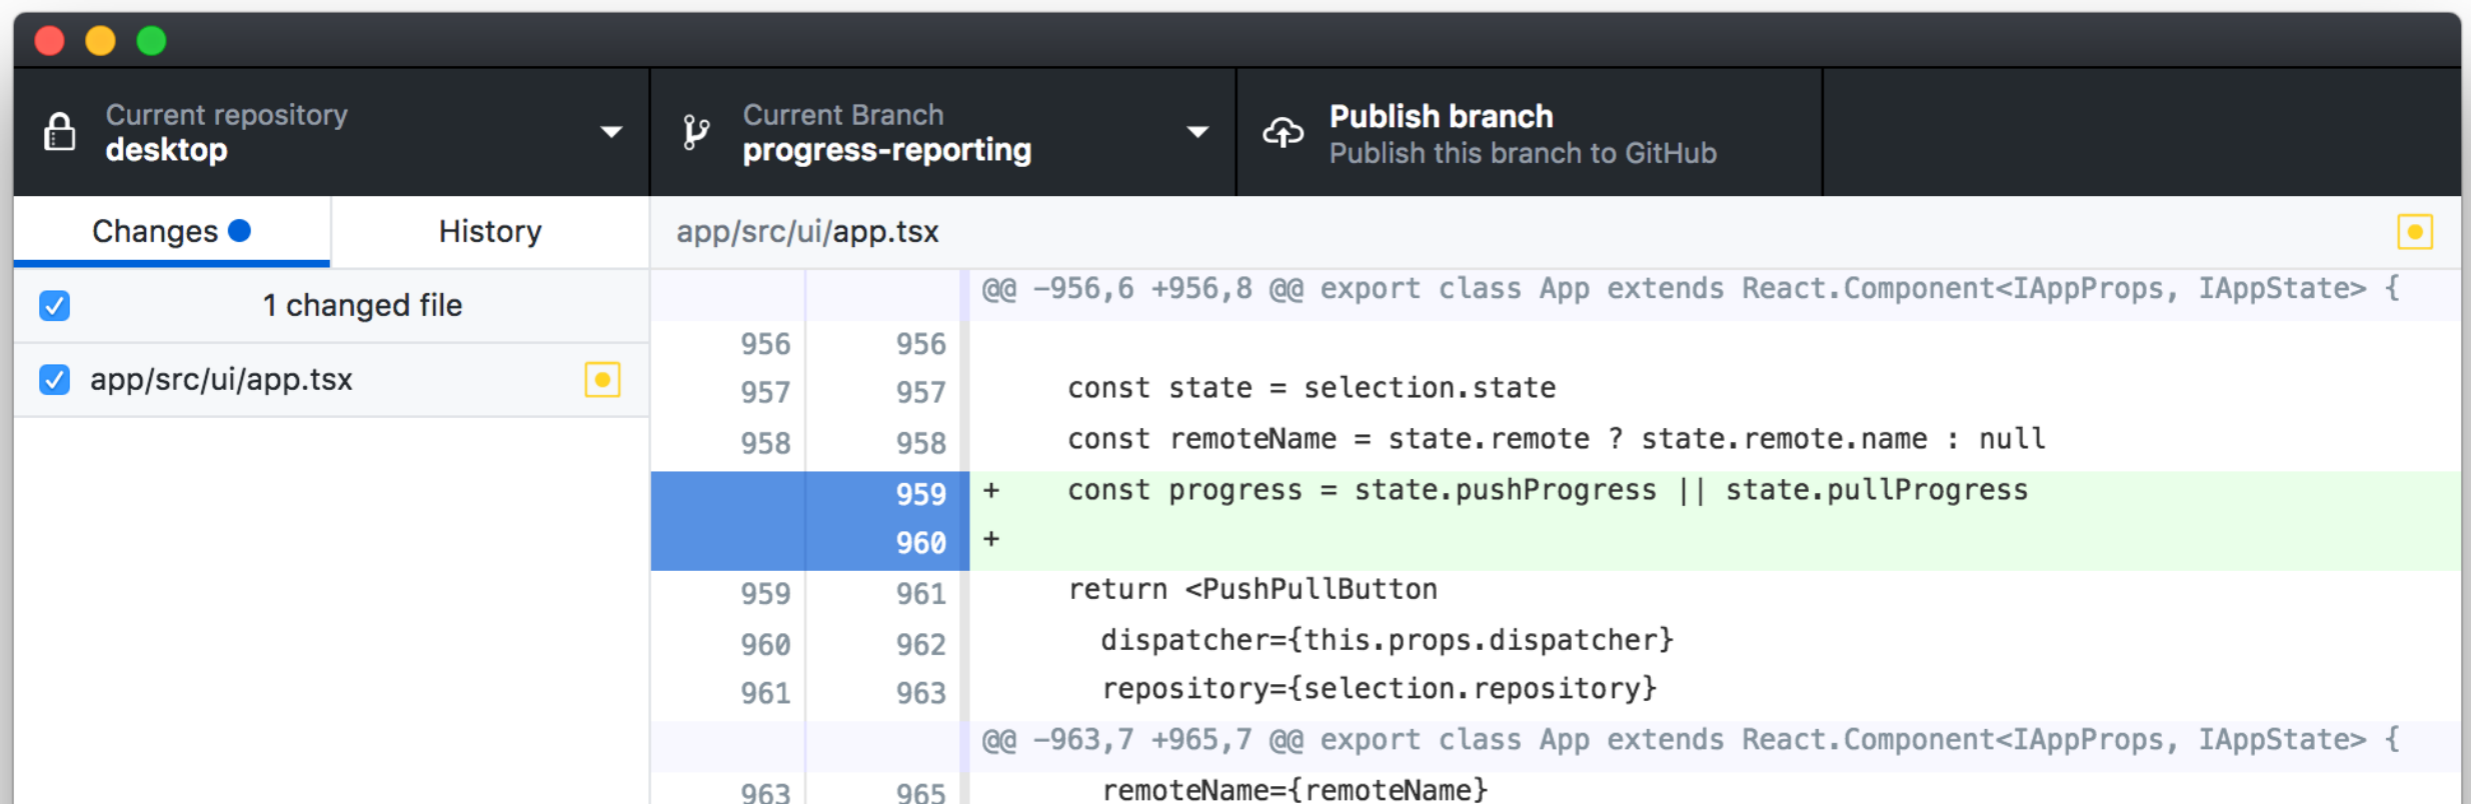 Current repository
desktop
Current Branch
progress-reporting
Publish branch
Publish this branch to GitHub
Changes
History
1 changed file
app/src/ui/app.tsx
app/src/ui/app.tsx
@@ -956,6 +956,8 @@ export class App extends React.Component<IAppProps, IAppState> {
956 956
957 957 const state = selection.state
958 958 const remoteName = state.remote ? state.remote.name : null
959 + const progress = state.pushProgress || state.pullProgress
960 +
959 961 return <PushPullButton
960 962 dispatcher={this.props.dispatcher}
961 963 repository={selection.repository}
@@ -963,7 +965,7 @@ export class App extends React.Component<IAppProps, IAppState> {
963 965 remoteName={remoteName}